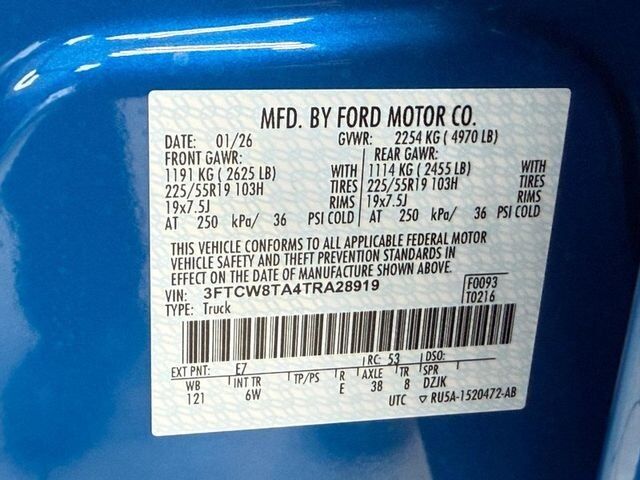 MFD. BY FORD MOTOR CO.
DATE: 01/26 GVWR: 2254 KG ( 4970 LB)
FRONT GAWR: REAR GAWR:
1191 KG ( 2625 LB) WITH 1114 KG ( 2455 LB) WITH
225/55R19 103H TIRES 225/55R19 103H TIRES
19x7.5J RIMS 19x7.5J RIMS
AT 250 kPa/ 36 PSI COLD AT 250 kPa/ 36 PSI COLD
THIS VEHICLE CONFORMS TO ALL APPLICABLE FEDERAL MOTOR
VEHICLE SAFETY AND THEFT PREVENTION STANDARDS IN
EFFECT ON THE DATE OF MANUFACTURE SHOWN ABOVE.
VIN: 3FTCW8TA4TRA28919 F0093
TYPE: Truck T0216
EXT PNT: E7 RC: 53 DSO:
WB INT TR TP/PS R AXLE TR SPR
121 6W E 38 8 DZJK
UTC ▽ RU5A-1520472-AB